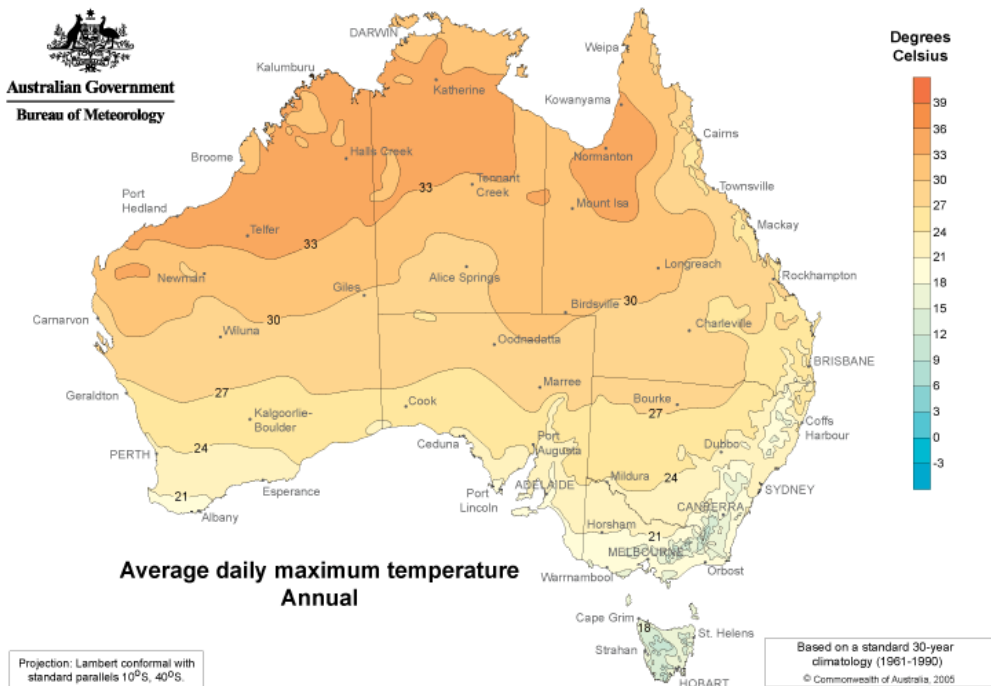 Australian Government
Bureau of Meteorology
DARWIN
Weipa
Kalumburu
Katherine
Kowanyama
Cairns
Broome
Halls Creek
Normanton
Tennant
Creek
33
Port
Hedland
Mount Isa
Townsville
Mackay
Telfer
33
Newman
Alice Springs
Longreach
Rockhampton
Giles
Birdsville
30
Carnarvon
30
Wiluna
Oodnadatta
Charleville
BRISBANE
Geraldton
27
Marree
Cook
Bourke
27
Kalgoorlie-
Boulder
Coffs
Harbour
24
Ceduna
Port
Augusta
Dubbo
PERTH
Mildura
24
21
Esperance
Port
Lincoln
ADELAIDE
SYDNEY
CANBERRA
Albany
Horsham
21
MELBOURNE
Warrnambool
Orbost
Cape Grim
18
St. Helens
Strahan
HOBART
Degrees
Celsius
39
36
33
30
27
24
21
18
15
12
9
6
3
0
-3
Average daily maximum temperature
Annual
Projection: Lambert conformal with
standard parallels 10°S, 40°S.
Based on a standard 30-year
climatology (1961-1990)
© Commonwealth of Australia, 2005